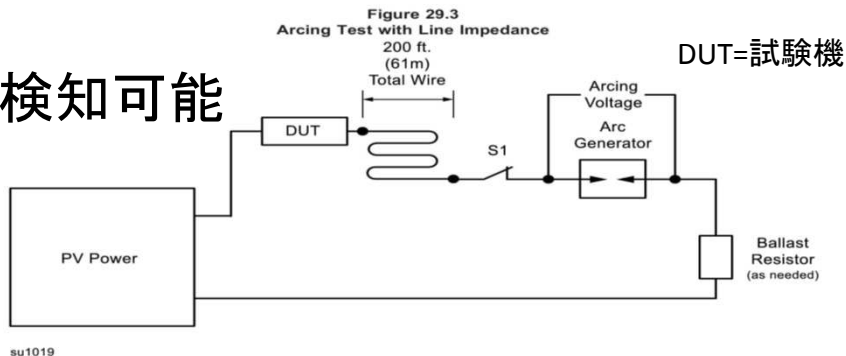 Figure 29.3
Arcing Test with Line Impedance
200 ft.
(61m)
Total Wire
DUT=試験機
検知可能
DUT
S1
Arcing
Voltage
Arc
Generator
PV Power
Ballast
Resistor
(as needed)
su1019